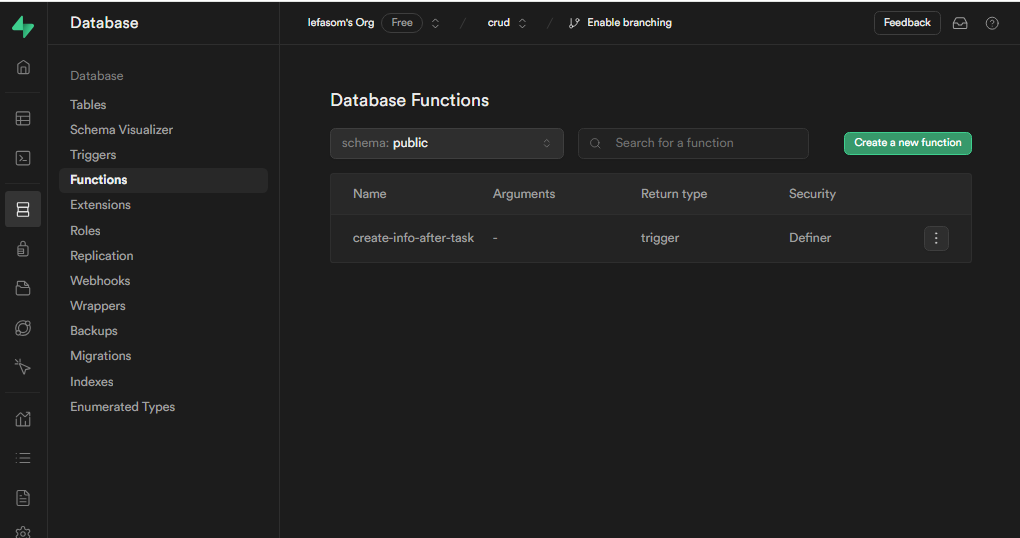 Database
lefasom's Org Free / crud / Enable branching Feedback
Database
Tables
Schema Visualizer
Triggers
Functions
Extensions
Roles
Replication
Webhooks
Wrappers
Backups
Migrations
Indexes
Enumerated Types
Database Functions
schema: public Search for a function Create a new function
Name Arguments Return type Security
create-info-after-task - trigger Definer